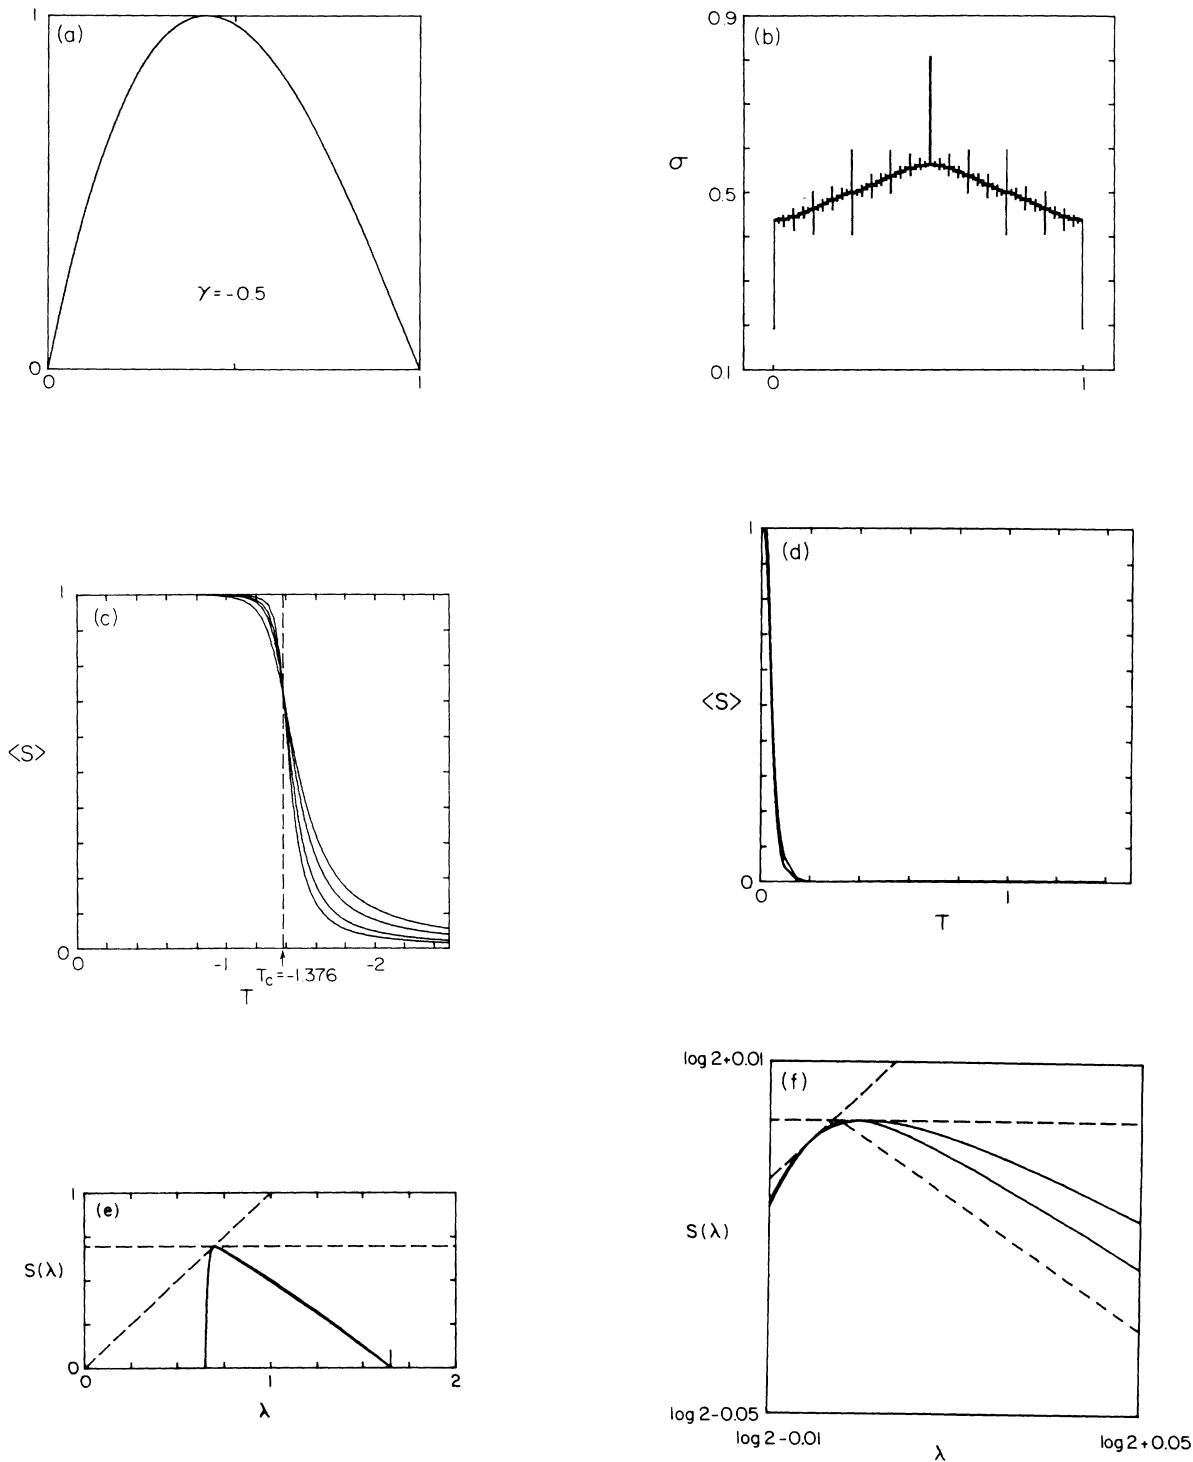 1
(a)
γ = -0.5
0
0
1
0.9
(b)
σ
0.5
0.1
0
1
1
(c)
<S>
0
0
-1
-2
T_c = -1.376
T
1
(d)
<S>
0
0
1
T
1
(e)
S(λ)
0
0
1
2
λ
log 2+0.01
(f)
S(λ)
log 2-0.05
log 2-0.01
log 2+0.05
λ